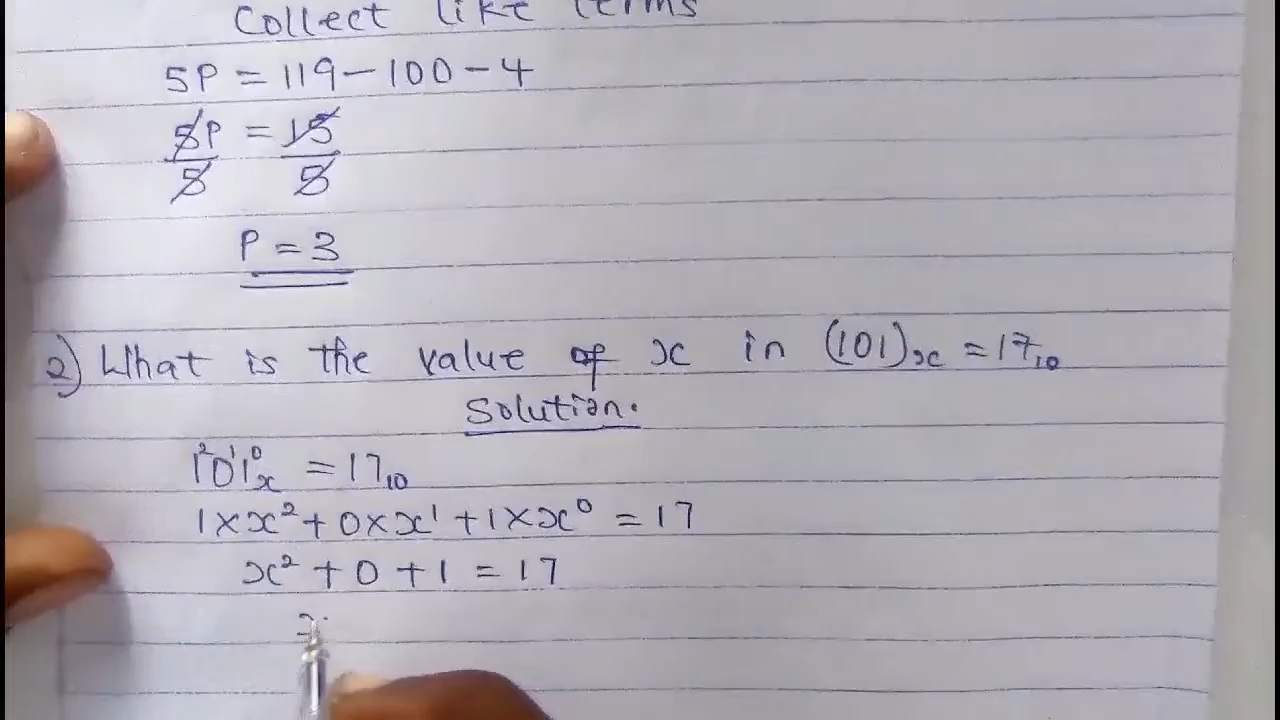 Collect like terms
5P = 119 - 100 - 4
5P = 15
5 5
P = 3
2) What is the value of x in (101)ₓ = 17₁₀
Solution.
1²0¹1⁰ₓ = 17₁₀
1 × x² + 0 × x¹ + 1 × x⁰ = 17
x² + 0 + 1 = 17